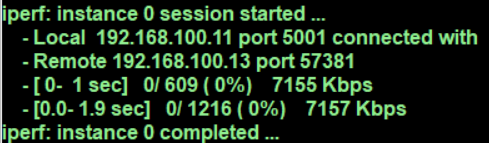 iperf: instance 0 session started ...
- Local  192.168.100.11 port 5001 connected with
- Remote 192.168.100.13 port 57381
- [ 0-  1 sec]   0/ 609 ( 0%)    7155 Kbps
- [0.0- 1.9 sec]   0/ 1216 ( 0%)    7157 Kbps
iperf: instance 0 completed ...